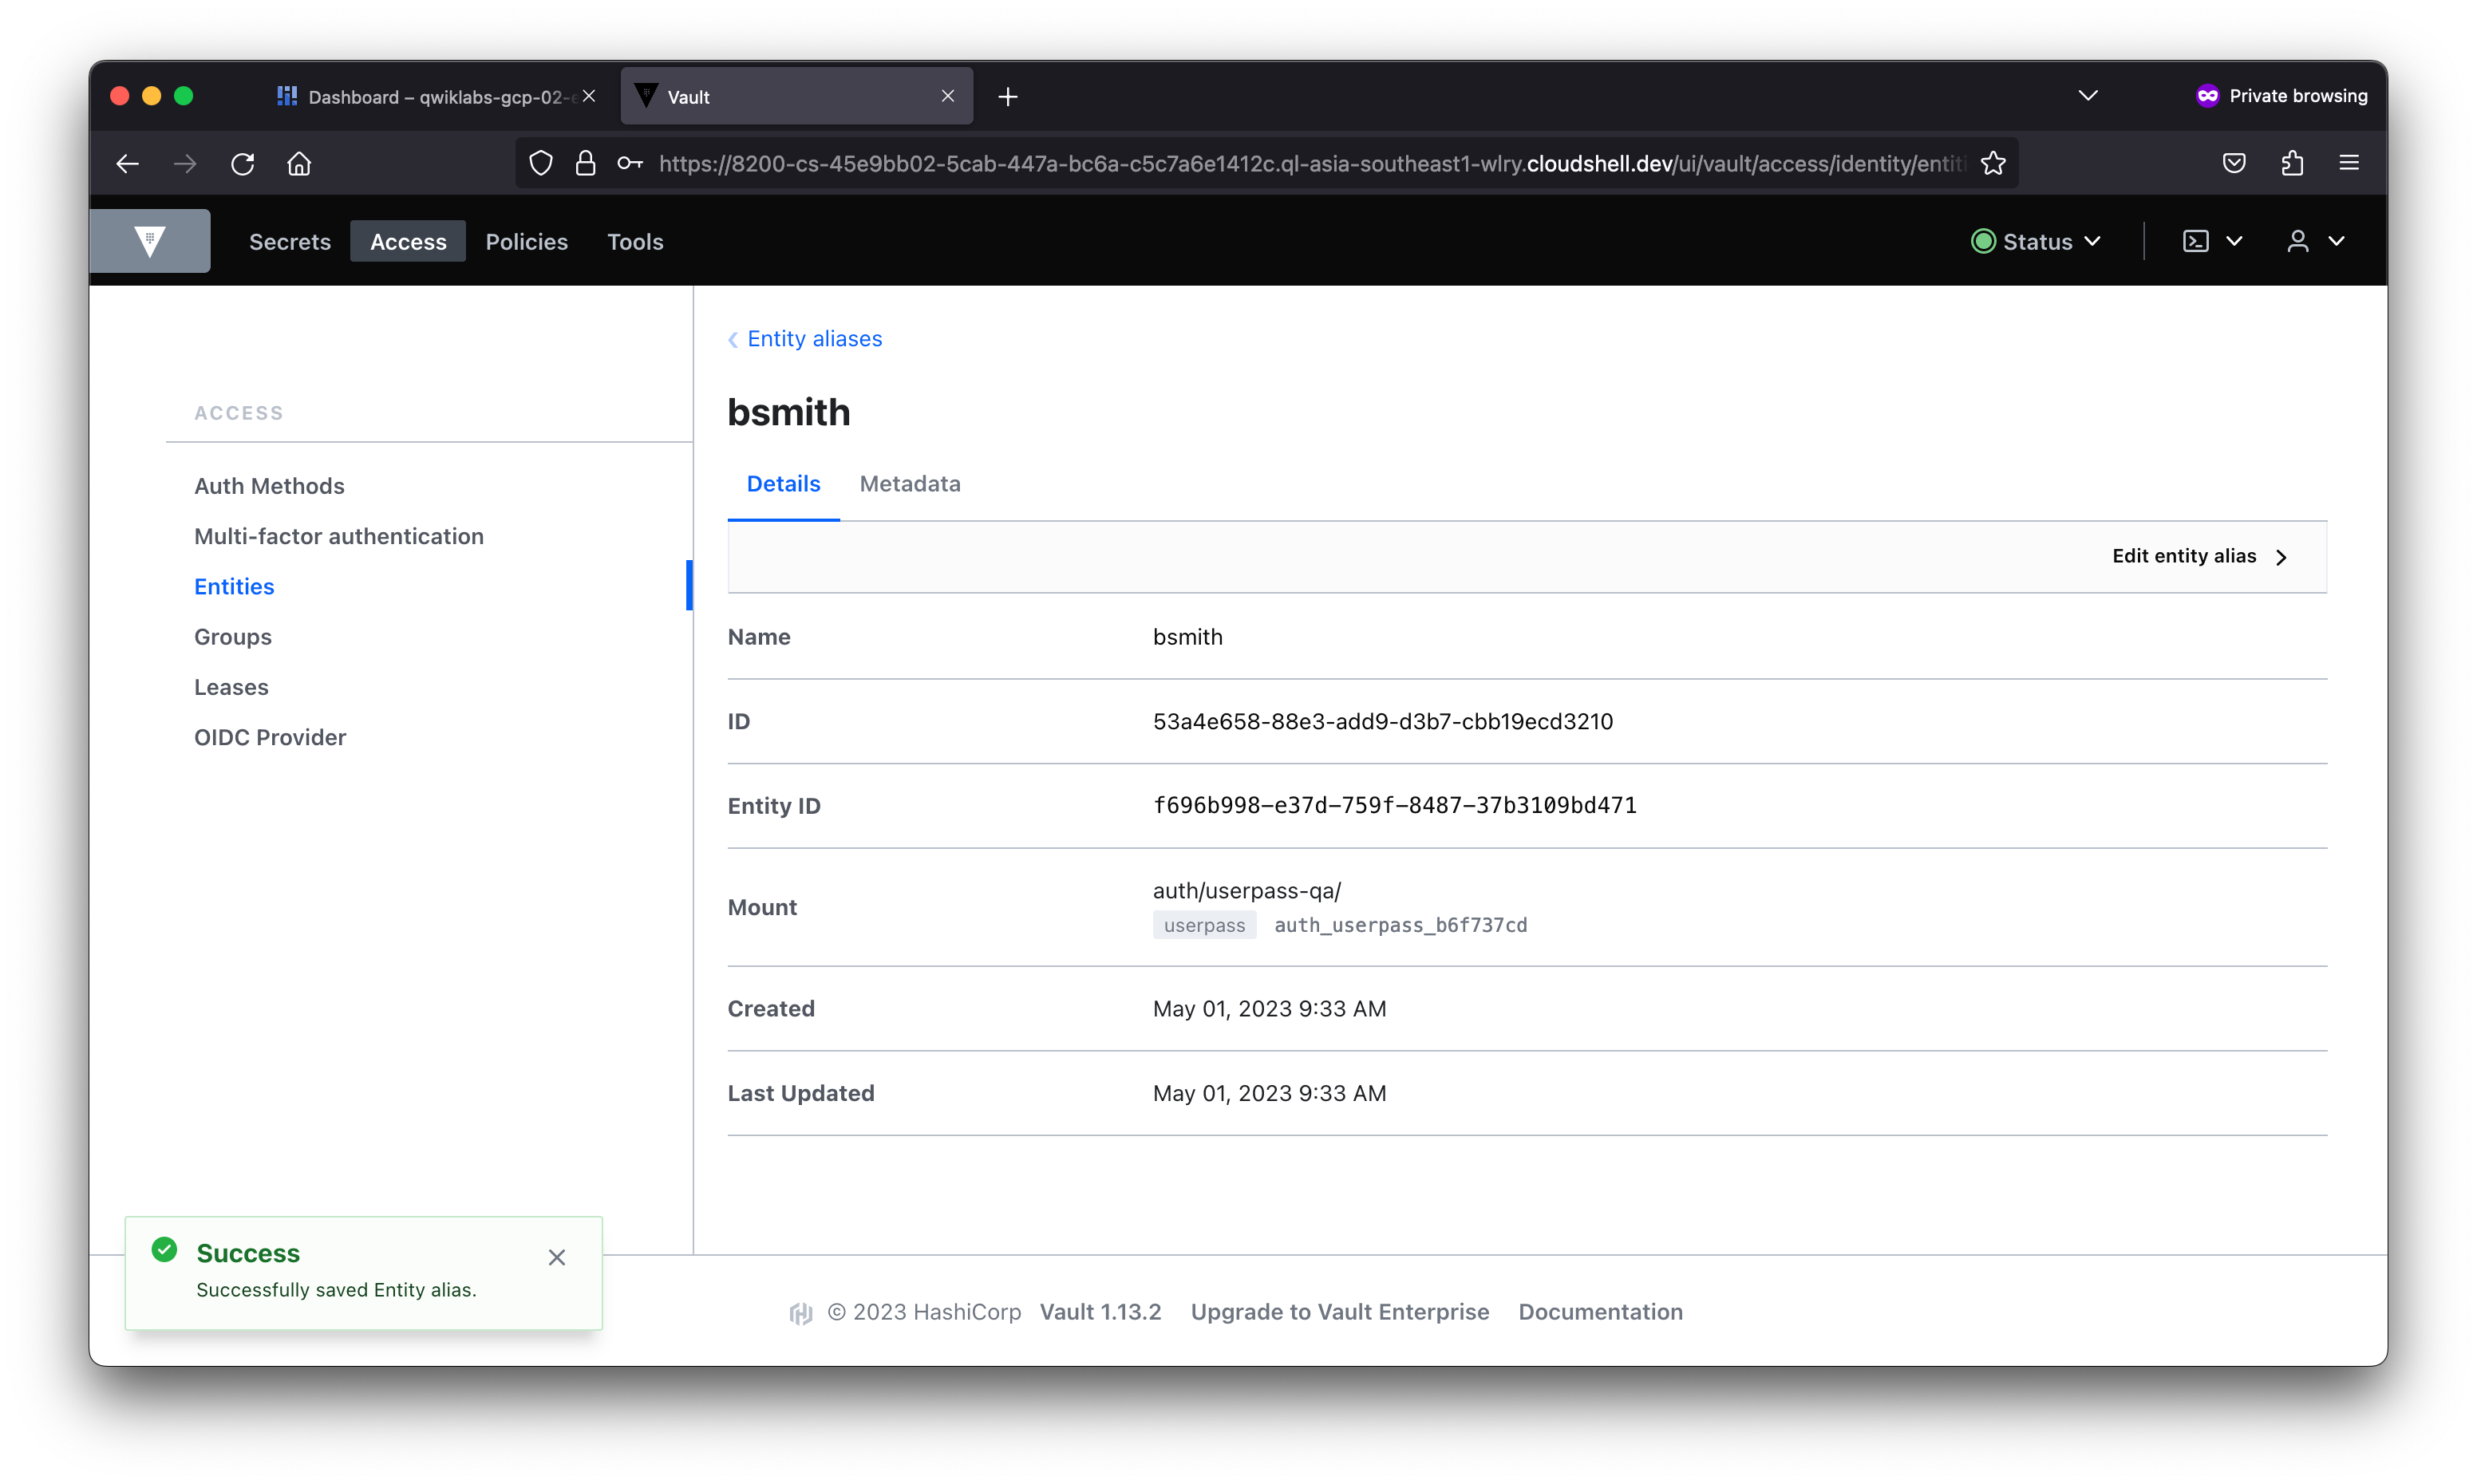 Dashboard – qwiklabs-gcp-02-e
Vault
Private browsing
https://8200-cs-45e9bb02-5cab-447a-bc6a-c5c7a6e1412c.ql-asia-southeast1-wlry.cloudshell.dev/ui/vault/access/identity/entiti
Secrets
Access
Policies
Tools
Status
ACCESS
Auth Methods
Multi-factor authentication
Entities
Groups
Leases
OIDC Provider
Entity aliases
bsmith
Details
Metadata
Edit entity alias
Name bsmith
ID 53a4e658-88e3-add9-d3b7-cbb19ecd3210
Entity ID f696b998-e37d-759f-8487-37b3109bd471
Mount auth/userpass-qa/
userpass auth_userpass_b6f737cd
Created May 01, 2023 9:33 AM
Last Updated May 01, 2023 9:33 AM
Success
Successfully saved Entity alias.
© 2023 HashiCorp Vault 1.13.2 Upgrade to Vault Enterprise Documentation